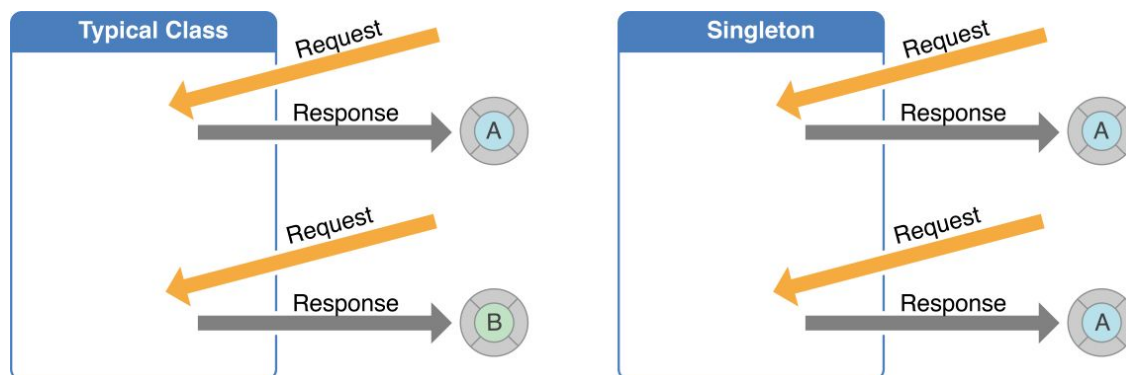 Typical Class
Request
Response
A
Request
Response
B
Singleton
Request
Response
A
Request
Response
A